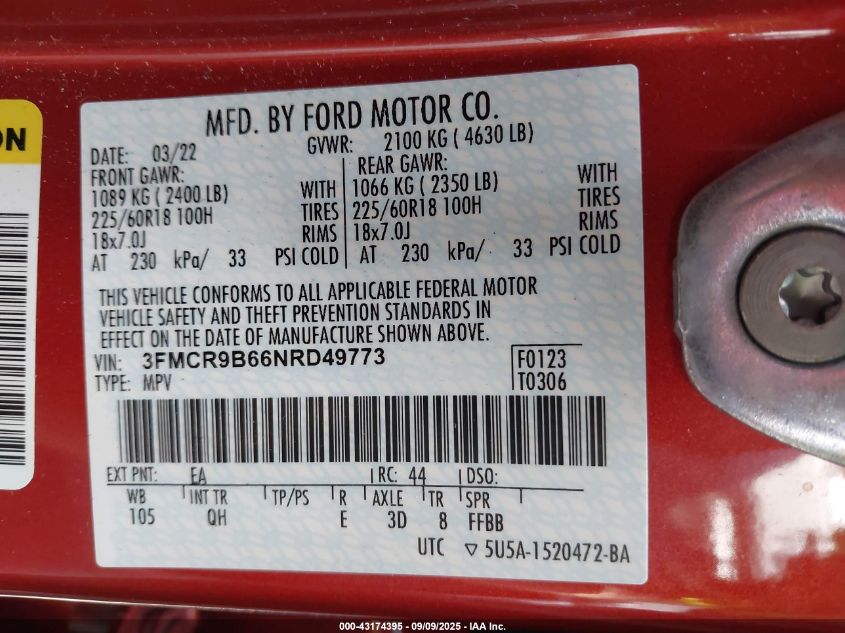 ON
MFD. BY FORD MOTOR CO.
DATE: 03/22 GVWR: 2100 KG ( 4630 LB)
FRONT GAWR: REAR GAWR:
1089 KG ( 2400 LB) WITH 1066 KG ( 2350 LB) WITH
225/60R18 100H TIRES 225/60R18 100H TIRES
18x7.0J RIMS 18x7.0J RIMS
AT 230 kPa/ 33 PSI COLD AT 230 kPa/ 33 PSI COLD
THIS VEHICLE CONFORMS TO ALL APPLICABLE FEDERAL MOTOR
VEHICLE SAFETY AND THEFT PREVENTION STANDARDS IN
EFFECT ON THE DATE OF MANUFACTURE SHOWN ABOVE.
VIN: 3FMCR9B66NRD49773 F0123
TYPE: MPV T0306
EXT PNT: EA RC: 44 DSO:
WB INT TR TP/PS R AXLE TR SPR
105 QH E 3D 8 FFBB
UTC ▽ 5U5A-1520472-BA
000-43174395 - 09/09/2025 - IAA Inc.